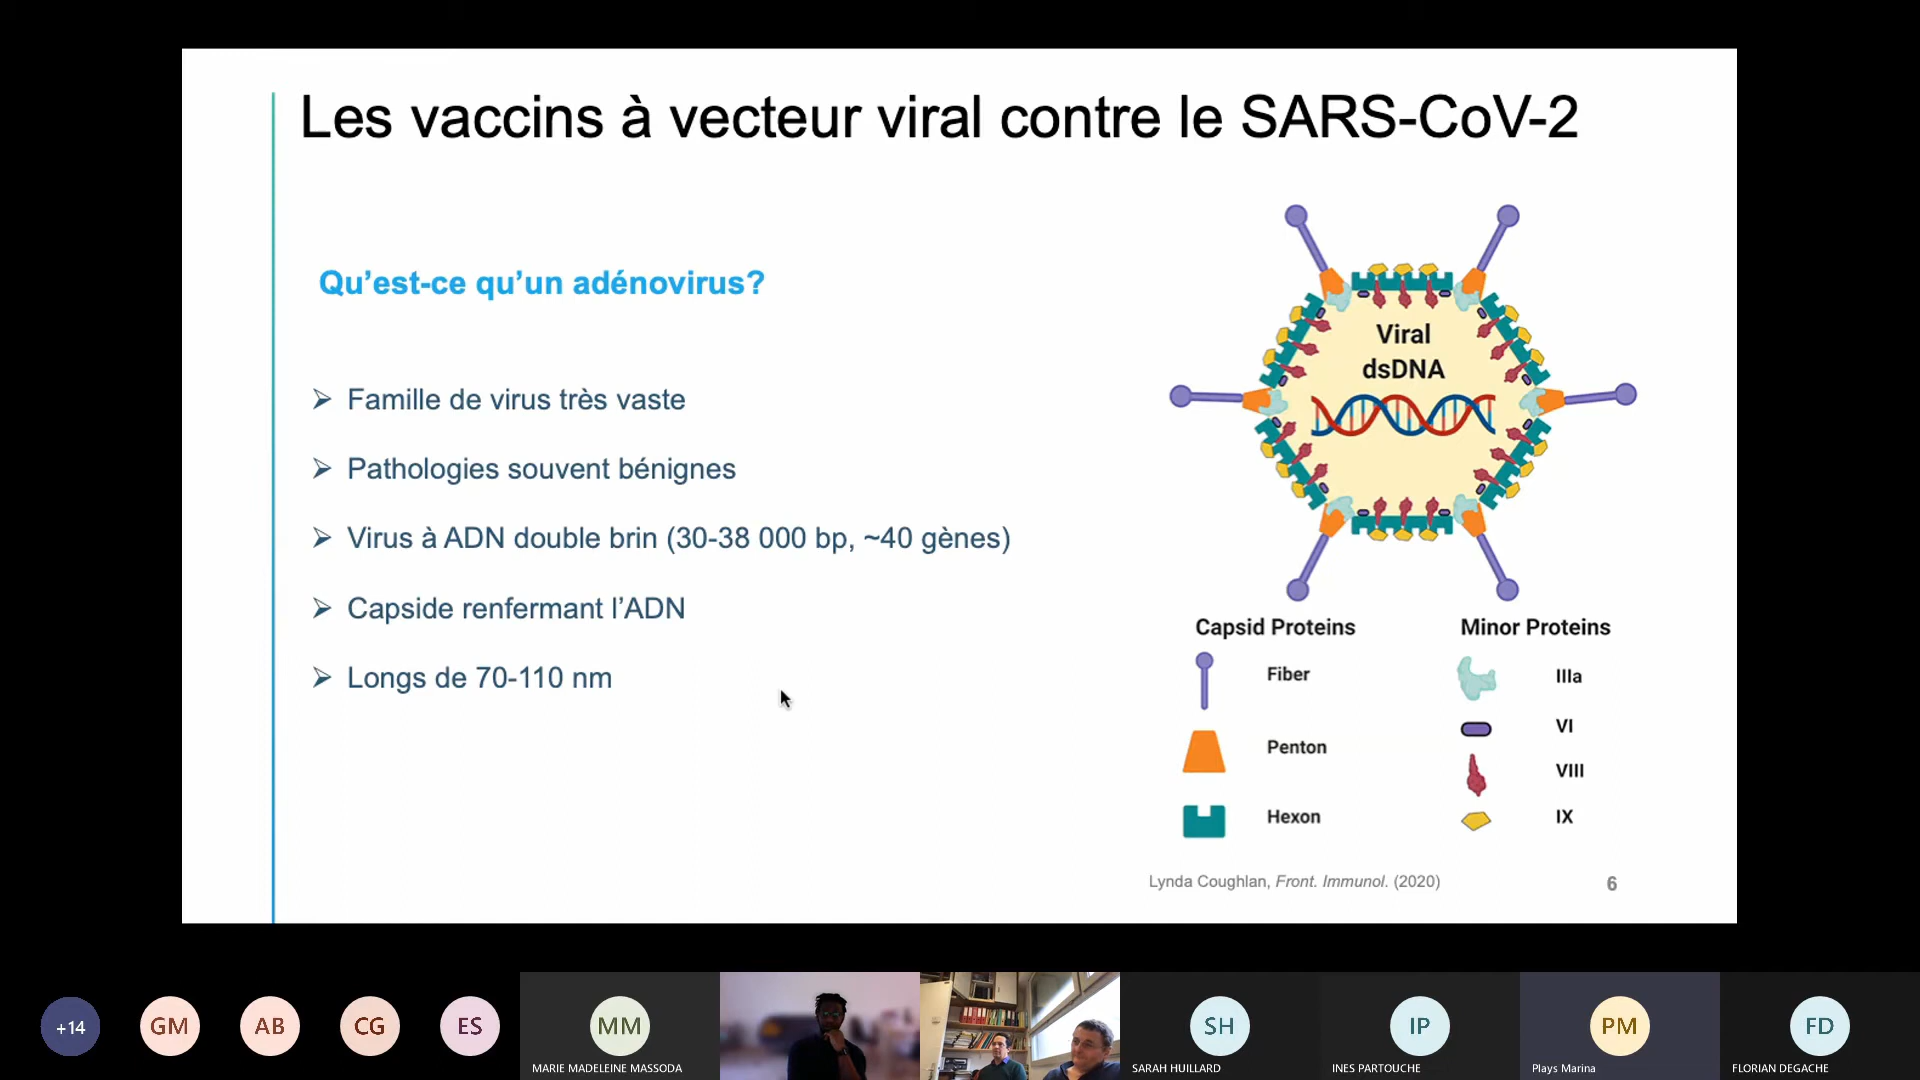 Les vaccins à vecteur viral contre le SARS-CoV-2
Qu’est-ce qu’un adénovirus?
Famille de virus très vaste
Pathologies souvent bénignes
Virus à ADN double brin (30-38 000 bp, ~40 gènes)
Capside renfermant l’ADN
Longs de 70-110 nm
Viral
dsDNA
Capsid Proteins
Fiber
Penton
Hexon
Minor Proteins
IIIa
VI
VIII
IX
Lynda Coughlan, Front. Immunol. (2020)
6
+14
GM
AB
CG
ES
MM
MARIE MADELEINE MASSODA
SH
SARAH HUILLARD
IP
INES PARTOUCHE
PM
Plays Marina
FD
FLORIAN DEGACHE